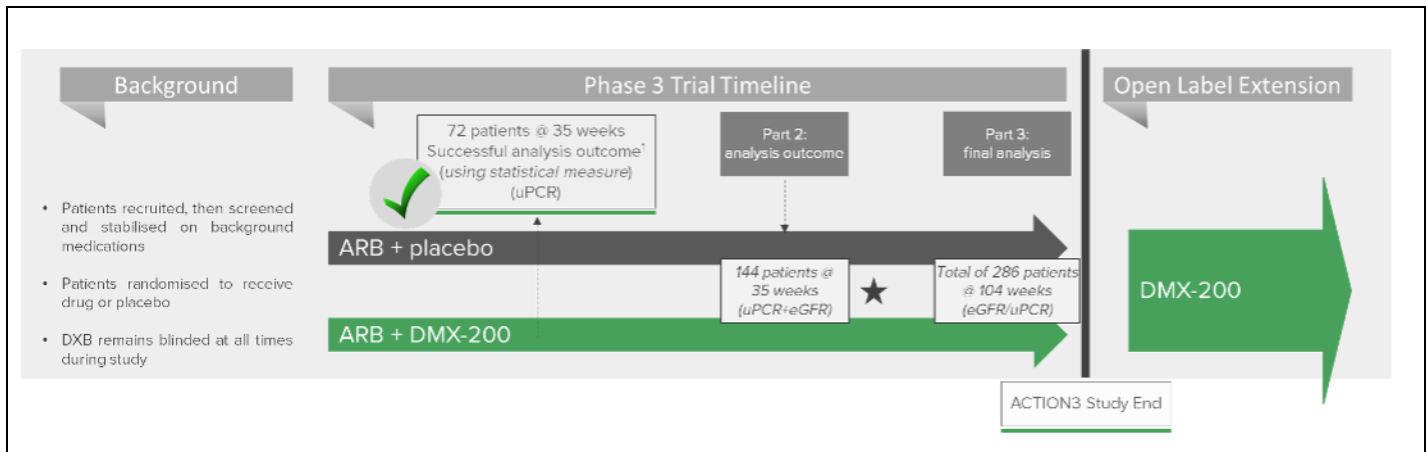 Background
Phase 3 Trial Timeline
Open Label Extension
• Patients recruited, then screened
and stabilised on background
medications
• Patients randomised to receive
drug or placebo
• DXB remains blinded at all times
during study
72 patients @ 35 weeks
Successful analysis outcome¹
(using statistical measure)
(uPCR)
Part 2:
analysis outcome
Part 3:
final analysis
ARB + placebo
144 patients @
35 weeks
(uPCR+eGFR)
Total of 286 patients
@ 104 weeks
(eGFR/uPCR)
ARB + DMX-200
DMX-200
ACTION3 Study End